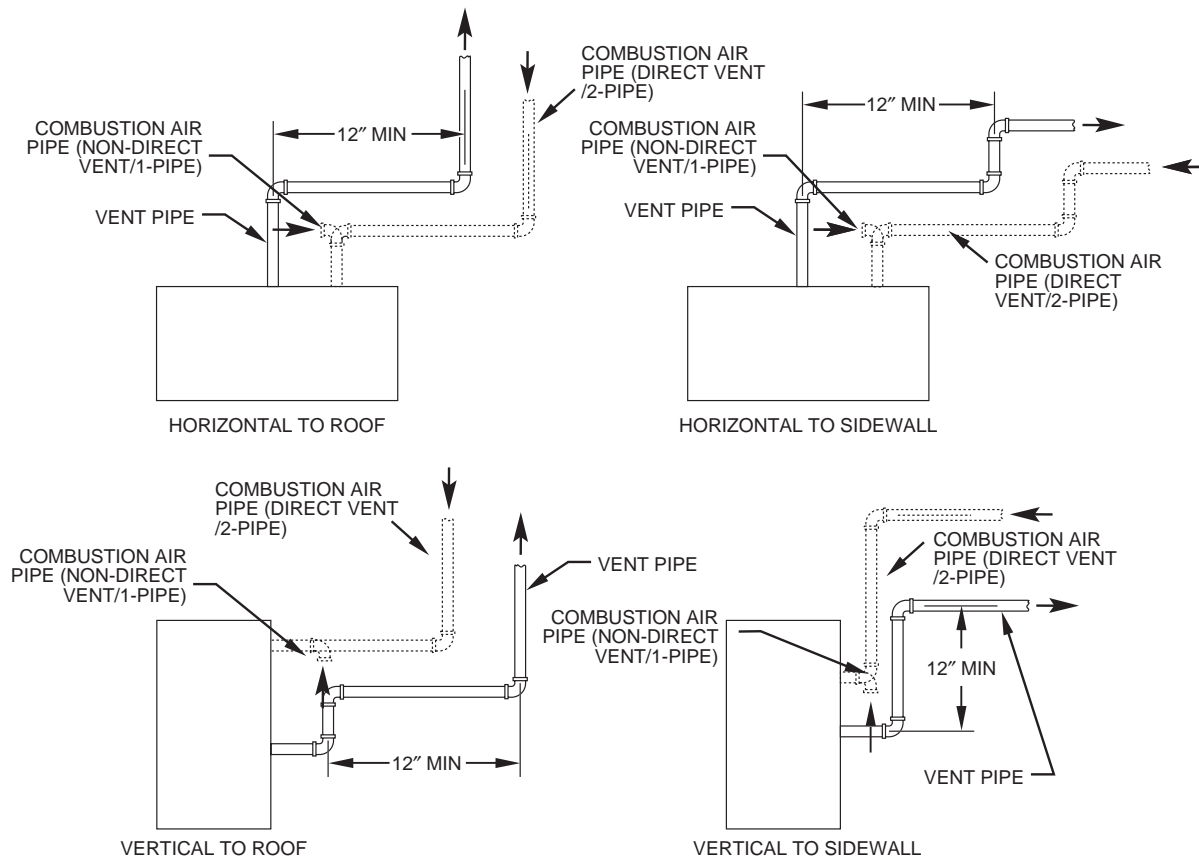 COMBUSTION AIR
PIPE (DIRECT VENT
/2-PIPE)
12″ MIN
COMBUSTION AIR
PIPE (NON-DIRECT
VENT/1-PIPE)
VENT PIPE
HORIZONTAL TO ROOF
12″ MIN
COMBUSTION AIR
PIPE (NON-DIRECT
VENT/1-PIPE)
VENT PIPE
COMBUSTION AIR
PIPE (DIRECT
VENT/2-PIPE)
HORIZONTAL TO SIDEWALL
COMBUSTION AIR
PIPE (DIRECT VENT
/2-PIPE)
COMBUSTION AIR
PIPE (NON-DIRECT
VENT/1-PIPE)
VENT PIPE
12″ MIN
VERTICAL TO ROOF
COMBUSTION AIR
PIPE (DIRECT VENT
/2-PIPE)
COMBUSTION AIR
PIPE (NON-DIRECT
VENT/1-PIPE)
12″ MIN
VENT PIPE
VERTICAL TO SIDEWALL